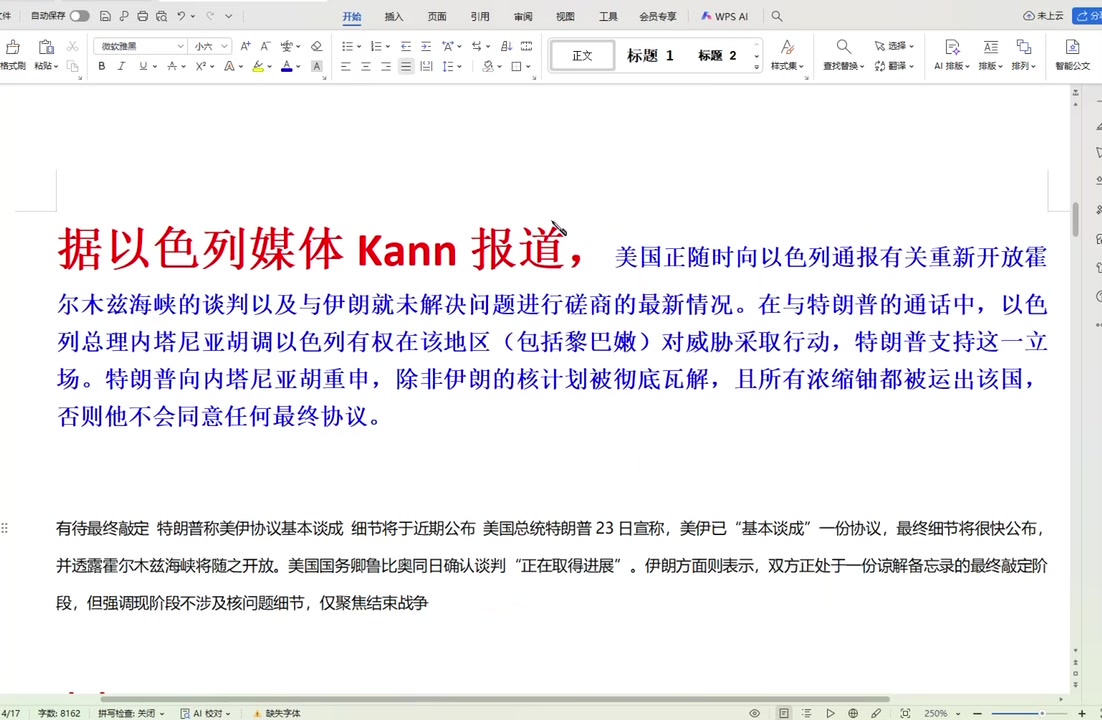 文件 自动保存 开始 插入 页面 引用 审阅 视图 工具 会员专享 WPS AI 未上云
格式刷 粘贴 微软雅黑 小六 正文 标题 1 标题 2 样式集 查找替换 选择 翻译 AI 排版 排版 排列 智能公文
据以色列媒体 Kann 报道，美国正随时向以色列通报有关重新开放霍
尔木兹海峡的谈判以及与伊朗就未解决问题进行磋商的最新情况。在与特朗普的通话中，以色
列总理内塔尼亚胡调以色列有权在该地区（包括黎巴嫩）对威胁采取行动，特朗普支持这一立
场。特朗普向内塔尼亚胡重申，除非伊朗的核计划被彻底瓦解，且所有浓缩铀都被运出该国，
否则他不会同意任何最终协议。
有待最终敲定 特朗普称美伊协议基本谈成 细节将于近期公布 美国总统特朗普 23 日宣称，美伊已“基本谈成”一份协议，最终细节将很快公布，
并透露霍尔木兹海峡将随之开放。美国国务卿鲁比奥同日确认谈判“正在取得进展”。伊朗方面则表示，双方正处于一份谅解备忘录的最终敲定阶
段，但强调现阶段不涉及核问题细节，仅聚焦结束战争
4/17 字数: 8162 拼写检查: 关闭 AI 校对 缺失字体 250%